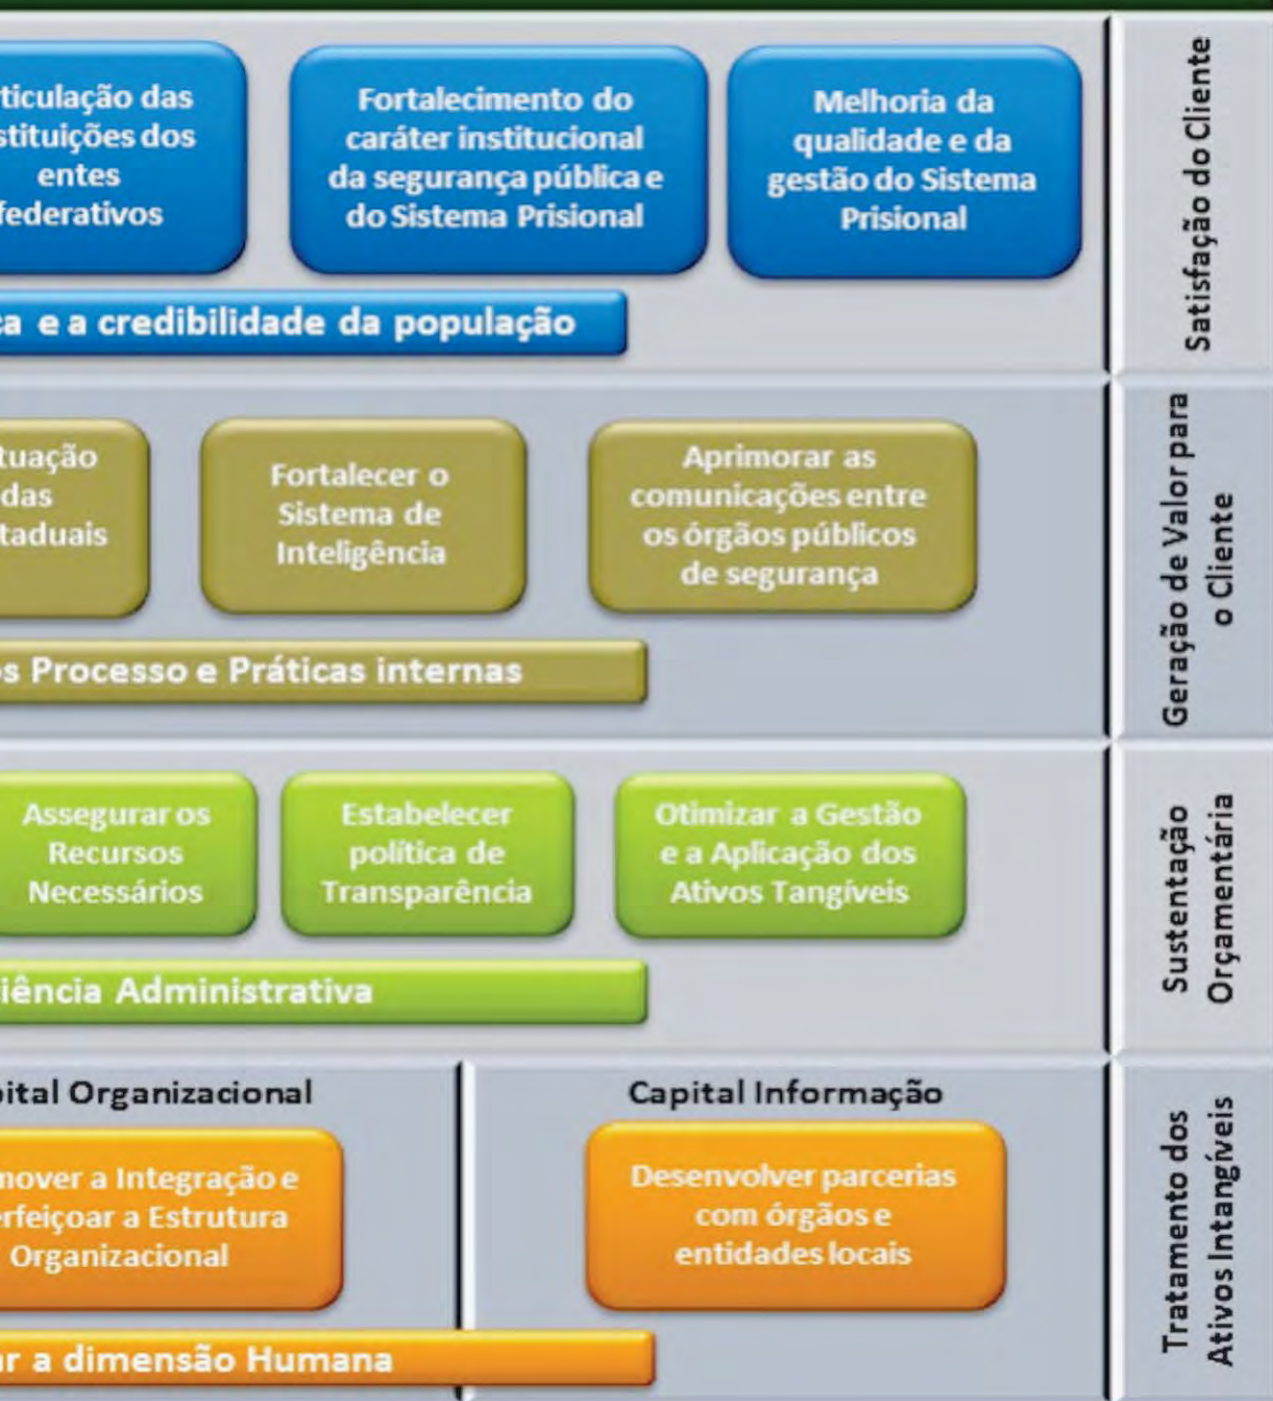 ticulação das
stituições dos
entes
federativos
Fortalecimento do
caráter institucional
da segurança pública e
do Sistema Prisional
Melhoria da
qualidade e da
gestão do Sistema
Prisional
ca e a credibilidade da população
Satisfação do Cliente
tuação
das
taduais
Fortalecer o
Sistema de
Inteligência
Aprimorar as
comunicações entre
os órgãos públicos
de segurança
os Processo e Práticas internas
Geração de Valor para
o Cliente
Assegurar os
Recursos
Necessários
Estabelecer
política de
Transparência
Otimizar a Gestão
e a Aplicação dos
Ativos Tangíveis
iência Administrativa
Sustentação
Orçamentária
pital Organizacional
mover a Integração e
erfeiçoar a Estrutura
Organizacional
Capital Informação
Desenvolver parcerias
com órgãos e
entidades locais
ar a dimensão Humana
Tratamento dos
Ativos Intangíveis